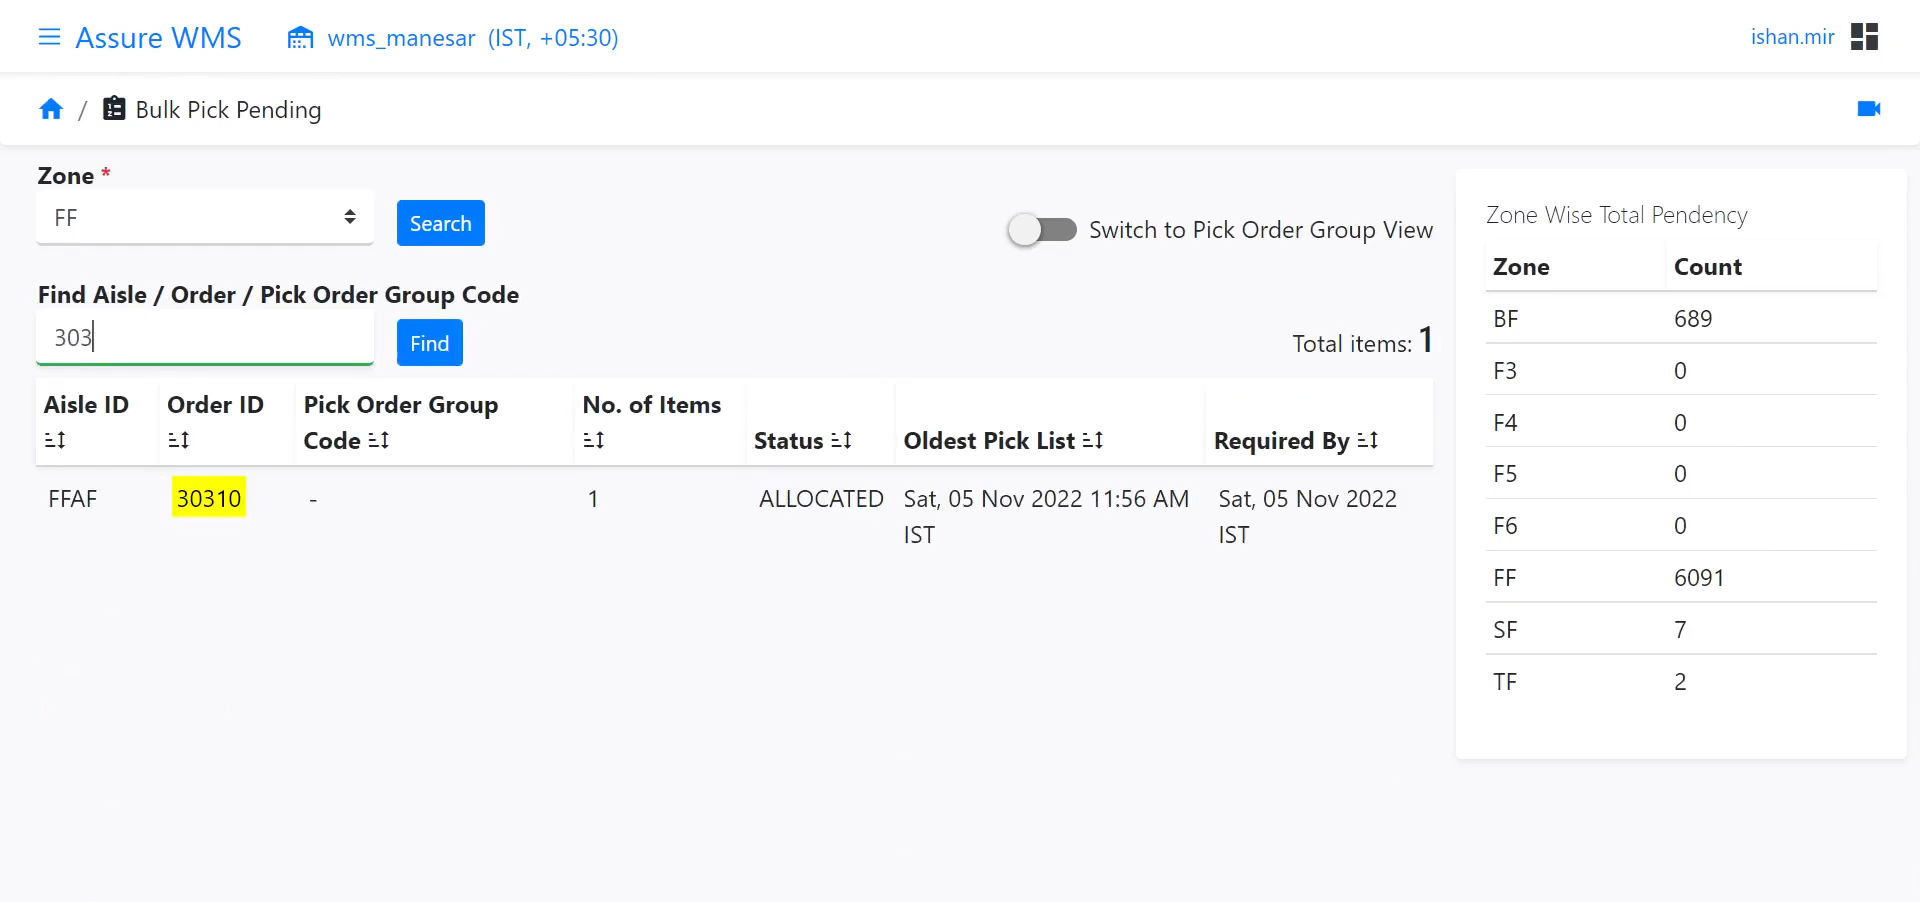 Assure WMS
wms_manesar (IST, +05:30)
ishan.mir
/ Bulk Pick Pending
Zone *
FF
Search
Switch to Pick Order Group View
Find Aisle / Order / Pick Order Group Code
303
Find
Total items: 1
Aisle ID
Order ID
Pick Order Group
Code
No. of Items
Status
Oldest Pick List
Required By
FFAF
30310
-
1
ALLOCATED
Sat, 05 Nov 2022 11:56 AM
IST
Sat, 05 Nov 2022
IST
Zone Wise Total Pendency
Zone Count
BF 689
F3 0
F4 0
F5 0
F6 0
FF 6091
SF 7
TF 2